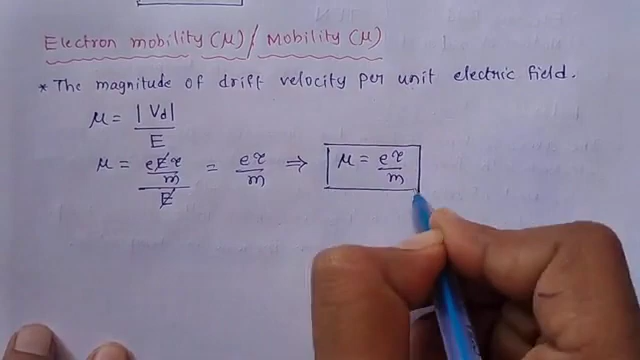 Electron mobility (μ) / Mobility (μ)
* The magnitude of drift velocity per unit electric field.
μ = |Vd| / E
μ = (eEτ/m) / E = eτ/m ⇒ μ = eτ/m